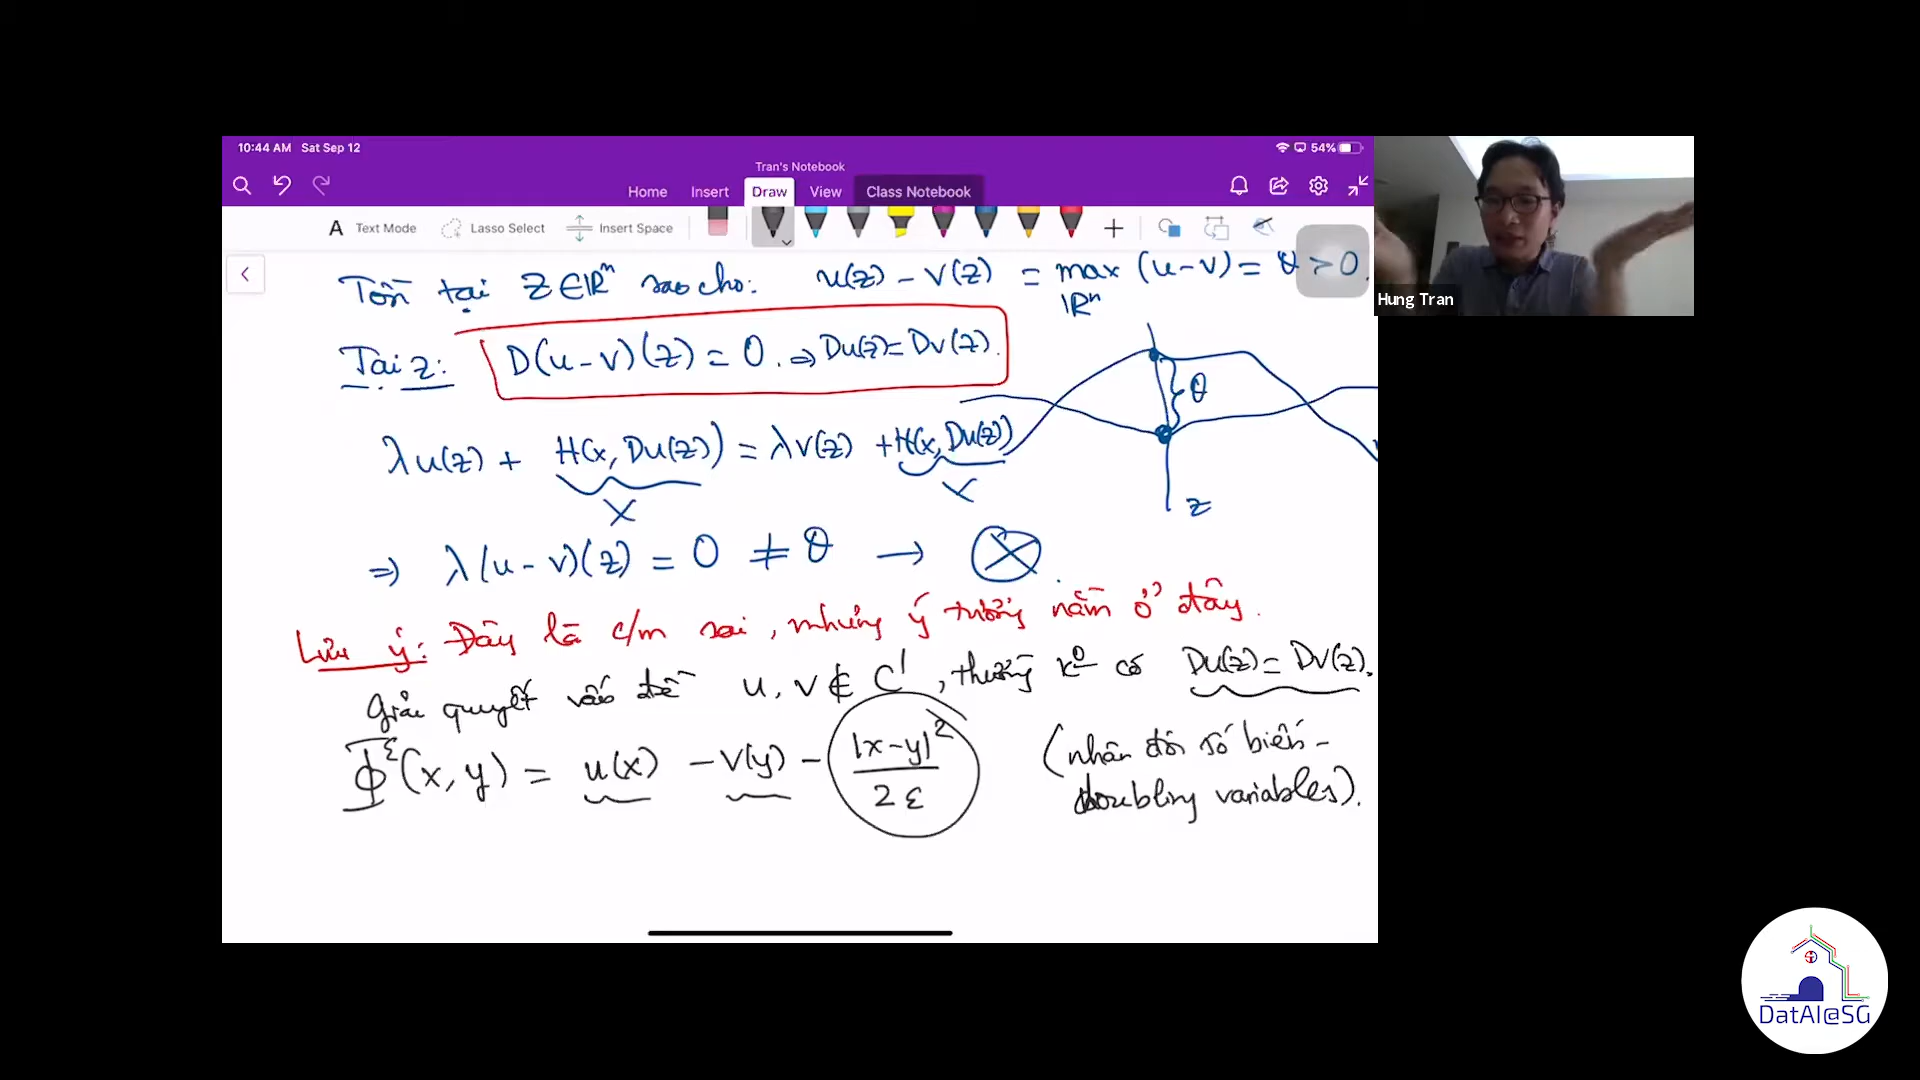 10:44 AM Sat Sep 12
54%
Tran's Notebook
Home Insert Draw View Class Notebook
A Text Mode Lasso Select Insert Space
Hung Tran
Tồn tại z∈ℝⁿ sao cho: u(z) - v(z) = max (u-v) = θ > 0.
ℝⁿ
Tại z: D(u-v)(z) = 0. ⇒ Du(z) = Dv(z).
θ
λu(z) + H(x, Du(z)) = λv(z) + H(x, Du(z))
X X
z
⇒ λ(u-v)(z) = 0 ≠ θ → ⊗.
Lưu ý: Đây là c/m sai, nhưng ý tưởng nằm ở đây.
Giải quyết vấn đề u, v ∉ C¹, thường k⁰ có Du(z) = Dv(z).
Φ^ε(x, y) = u(x) - v(y) - |x-y|²/2ε (nhân đôi số biến -
doubling variables).
DatAI@SG